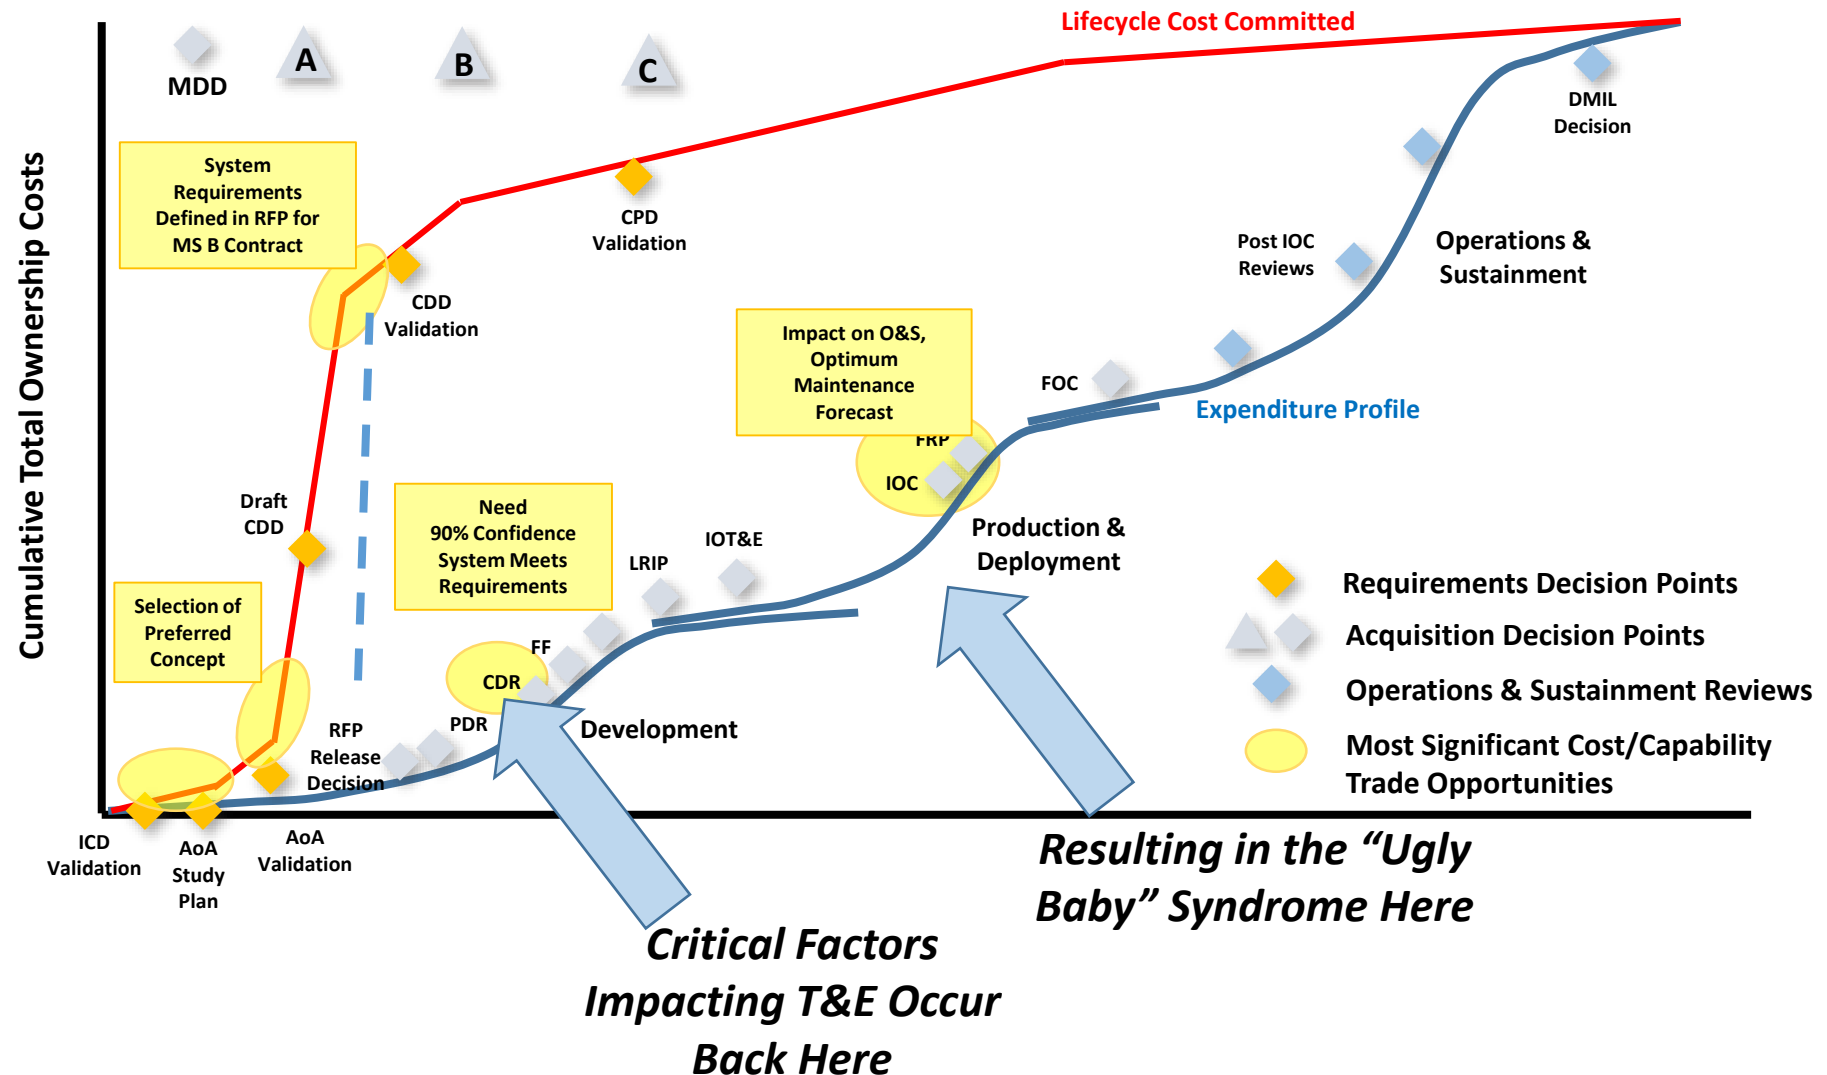 Lifecycle Cost Committed
MDD
A
B
C
DMIL
Decision
System
Requirements
Defined in RFP for
MS B Contract
CPD
Validation
CDD
Validation
Post IOC
Reviews
Operations &
Sustainment
Cumulative Total Ownership Costs
Impact on O&S,
Optimum
Maintenance
Forecast
FOC
Expenditure Profile
FRP
IOC
Draft
CDD
Need
90% Confidence
System Meets
Requirements
LRIP
IOT&E
Production &
Deployment
Selection of
Preferred
Concept
FF
CDR
PDR
Development
RFP
Release
Decision
Requirements Decision Points
Acquisition Decision Points
Operations & Sustainment Reviews
Most Significant Cost/Capability
Trade Opportunities
ICD
Validation
AoA
Study
Plan
AoA
Validation
Resulting in the “Ugly
Baby” Syndrome Here
Critical Factors
Impacting T&E Occur
Back Here